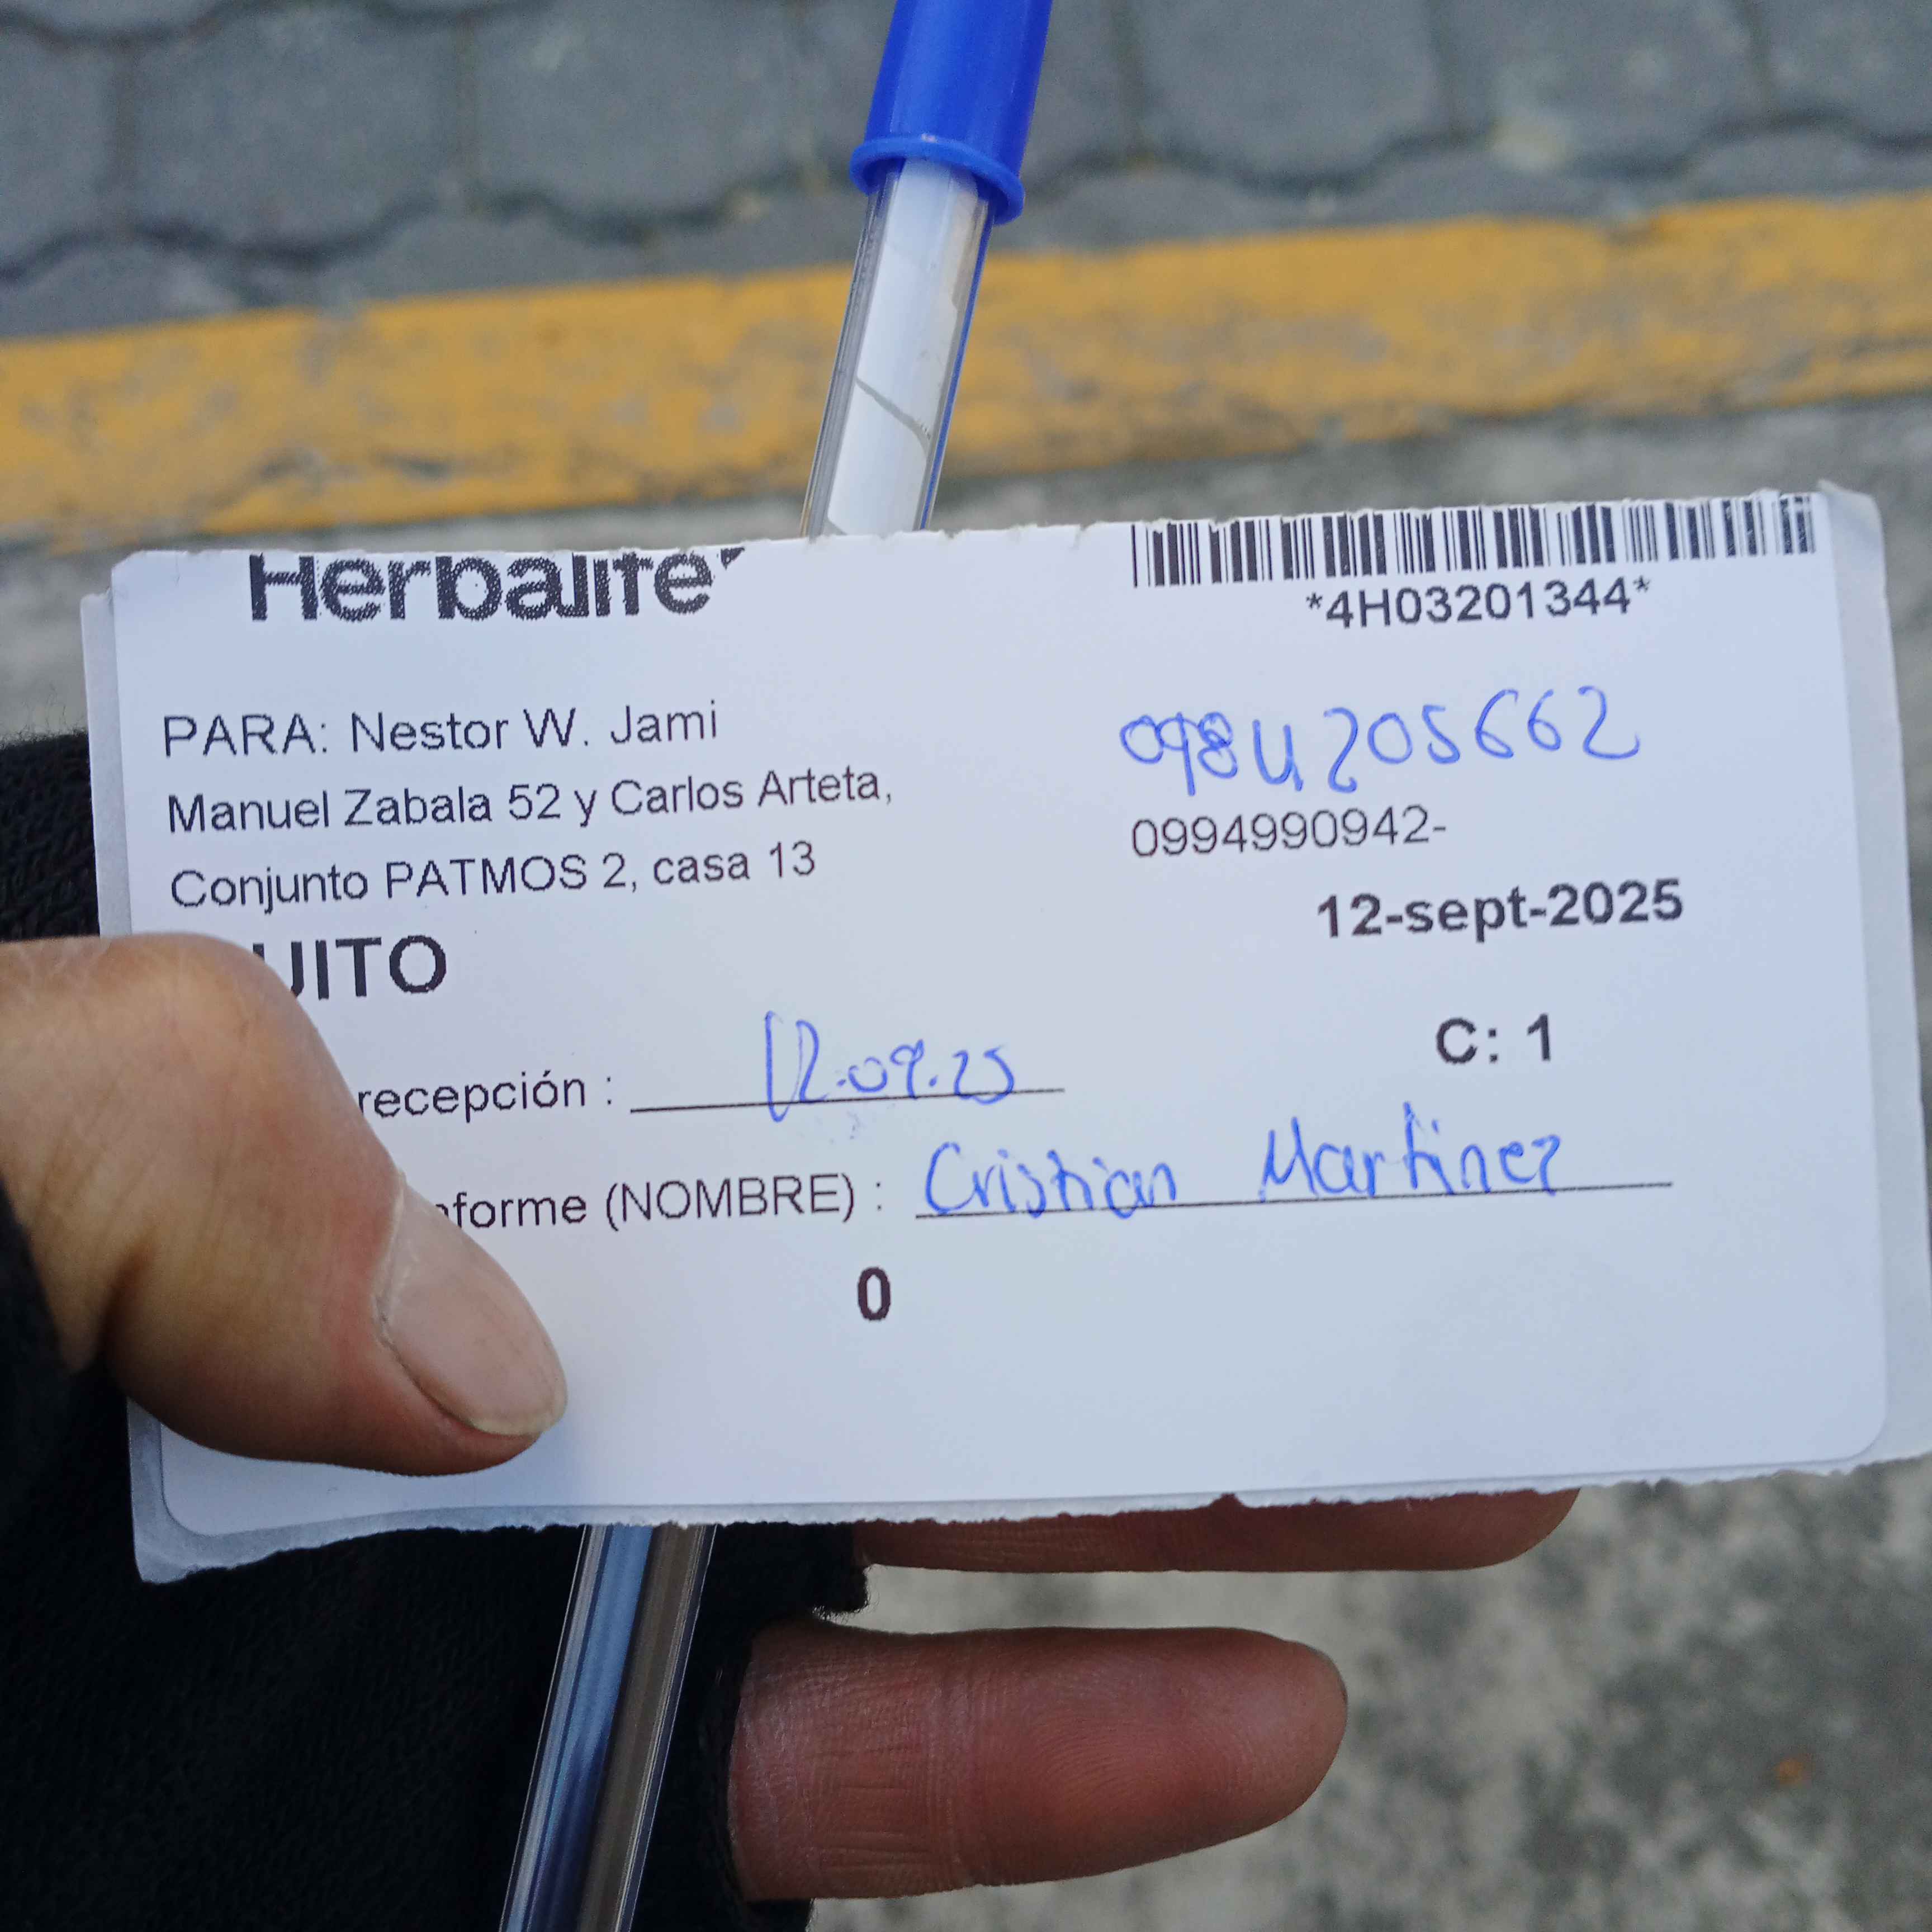 Herbalife
*4H03201344*
PARA: Nestor W. Jami
0984205662
Manuel Zabala 52 y Carlos Arteta,
0994990942-
Conjunto PATMOS 2, casa 13
12-sept-2025
UITO
C: 1
recepción : 12.09.25
nforme (NOMBRE) : Cristian Martinez
0